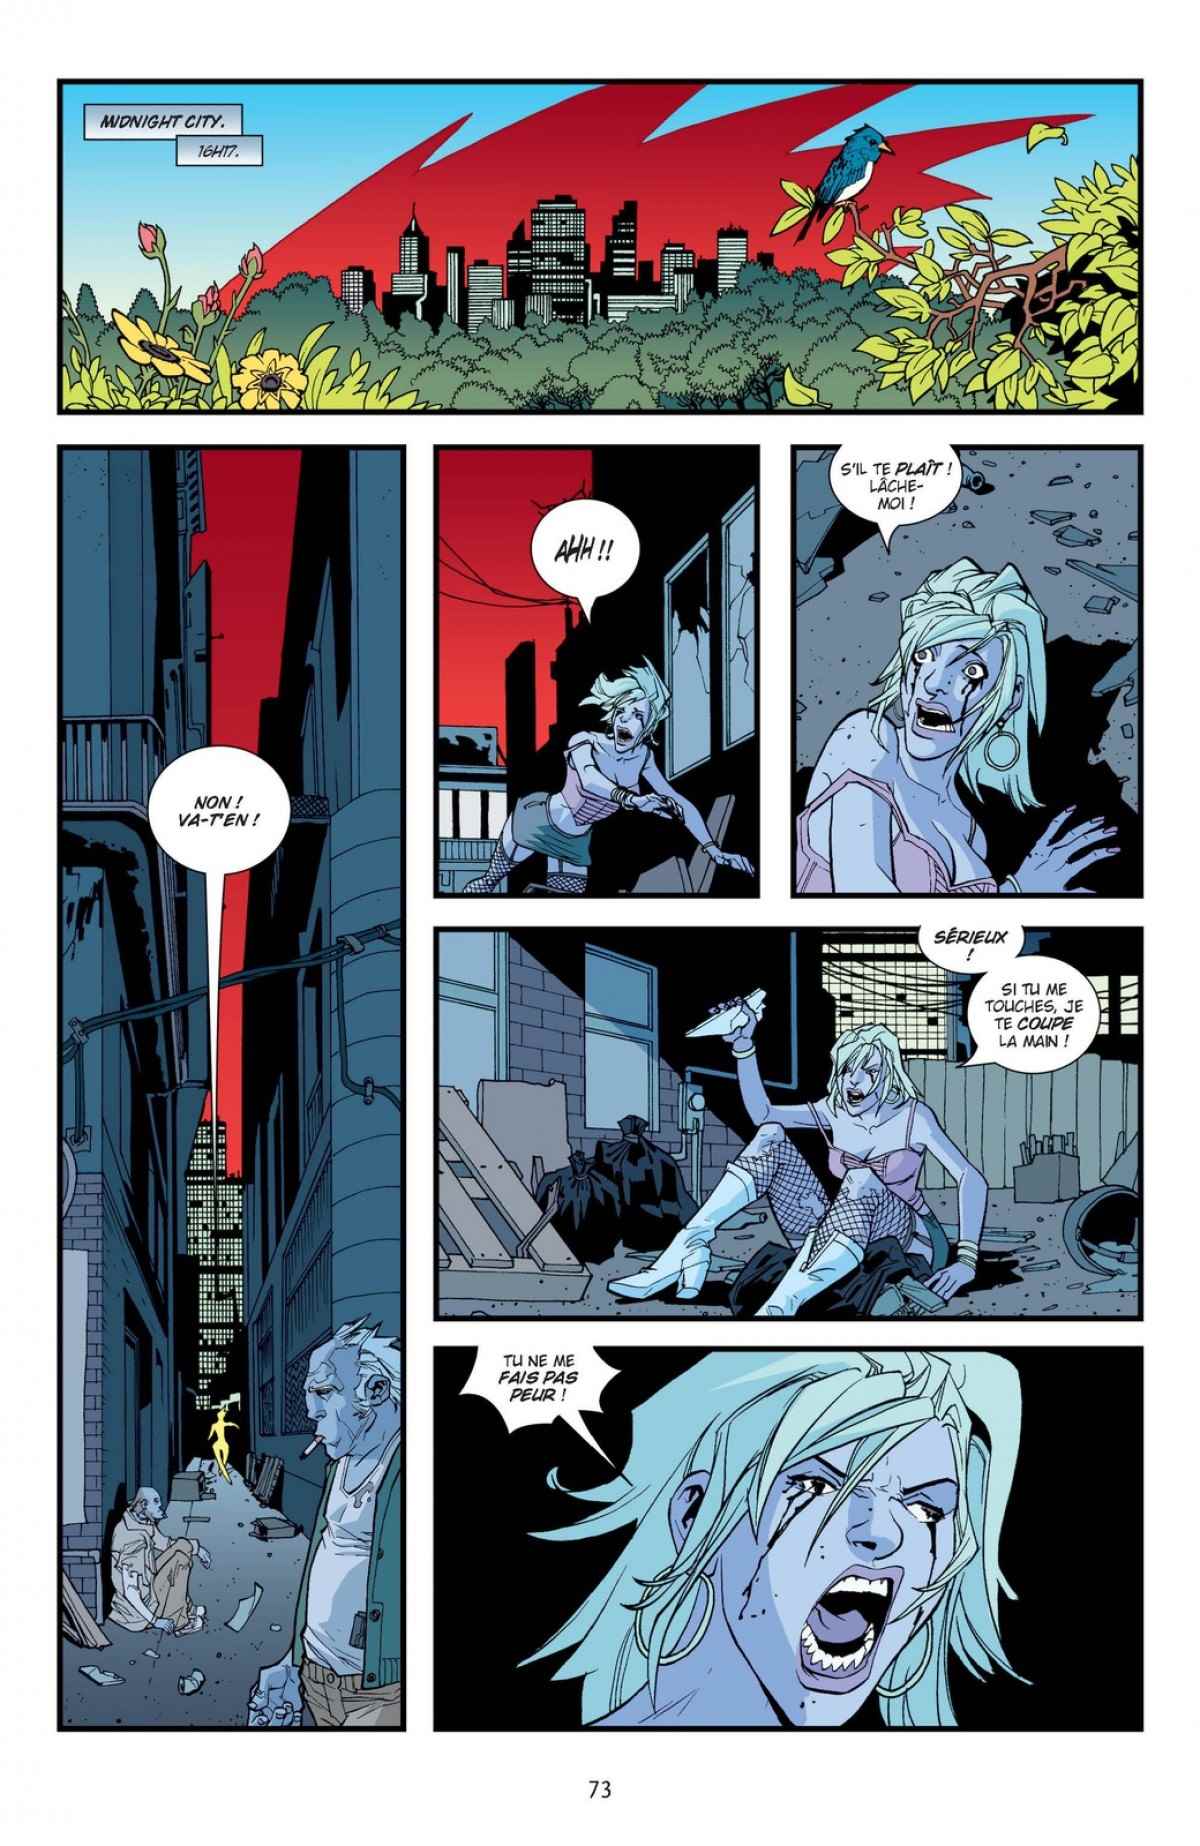 MIDNIGHT CITY.
16H17.
NON !
VA-T'EN !
AHH !!
S'IL TE PLAÎT !
LÂCHE-
MOI !
SÉRIEUX
!
SI TU ME
TOUCHES, JE
TE COUPE
LA MAIN !
TU NE ME
FAIS PAS
PEUR !
73